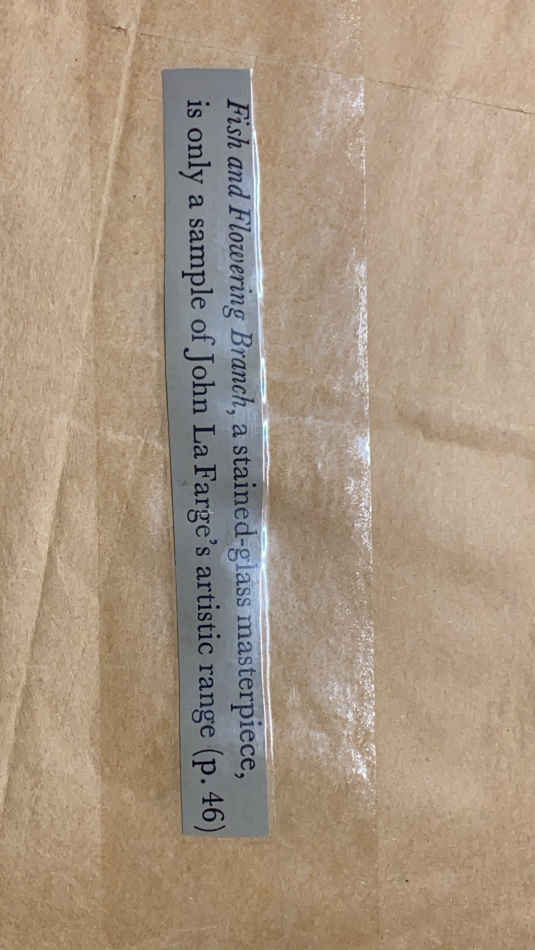 Fish and Flowering Branch, a stained-glass masterpiece,
is only a sample of John La Farge's artistic range (p. 46)